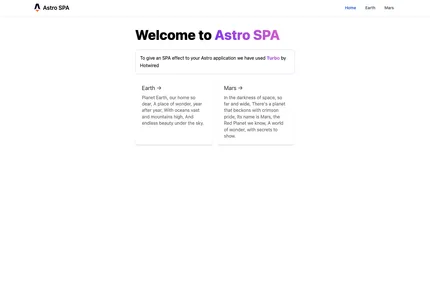 Astro SPA
Home Earth Mars
Welcome to Astro SPA
To give an SPA effect to your Astro application we have used Turbo by
Hotwired
Earth →
Planet Earth, our home so
dear, A place of wonder, year
after year, With oceans vast
and mountains high, And
endless beauty under the sky.
Mars →
In the darkness of space, so
far and wide, There's a planet
that beckons with crimson
pride, Its name is Mars, the
Red Planet we know, A world
of wonder, with secrets to
show.